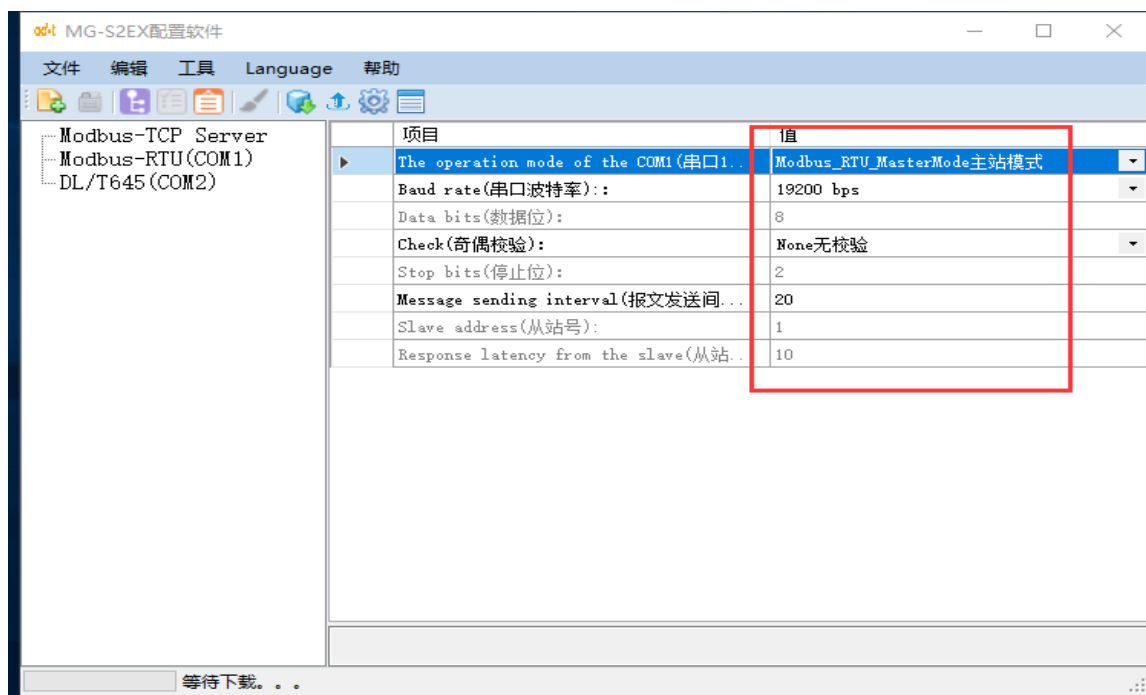 odot MG-S2EX配置软件
文件 编辑 工具 Language 帮助
Modbus-TCP Server
Modbus-RTU(COM1)
DL/T645(COM2)
项目 值
The operation mode of the COM1(串口1.. Modbus_RTU_MasterMode主站模式
Baud rate(串口波特率):: 19200 bps
Data bits(数据位): 8
Check(奇偶校验): None无校验
Stop bits(停止位): 2
Message sending interval(报文发送间... 20
Slave address(从站号): 1
Response latency from the slave(从站.. 10
等待下载。。。